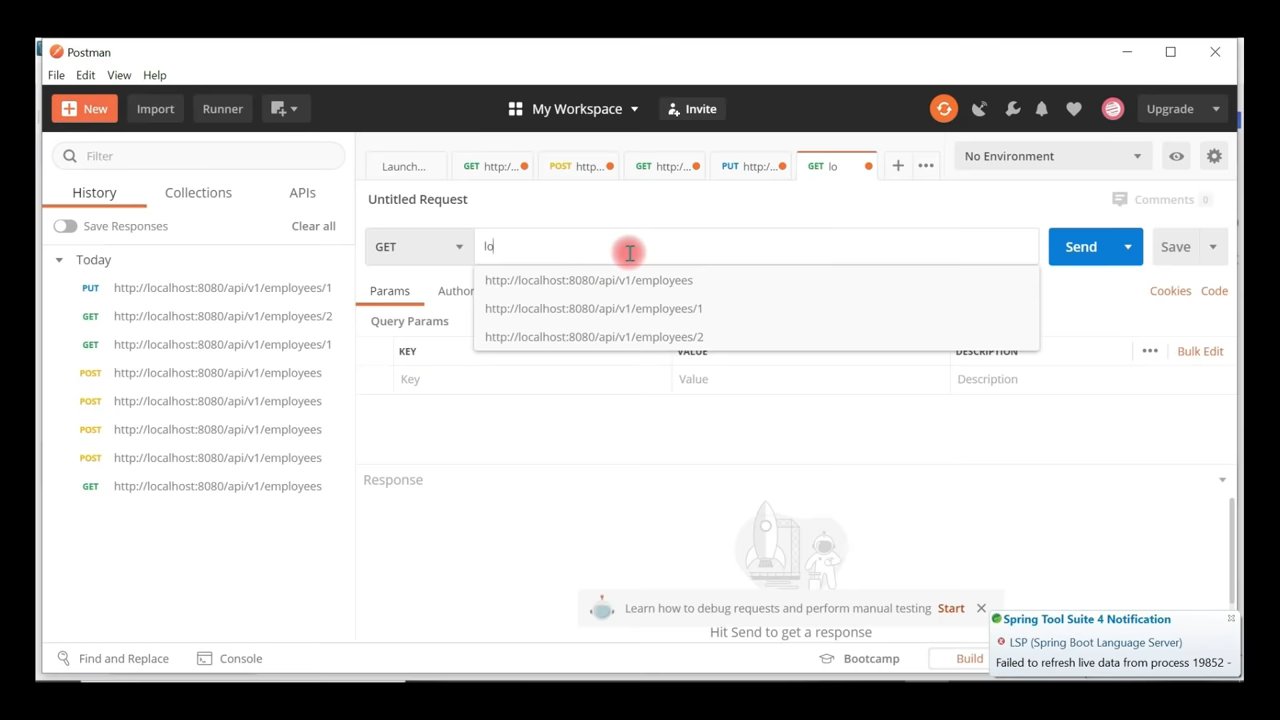 Postman
File Edit View Help
New Import Runner My Workspace Invite Upgrade
Filter
Launch... GET http:/... POST http... GET http:/... PUT http:/... GET lo No Environment
History Collections APIs
Untitled Request Comments 0
Save Responses Clear all
GET lo Send Save
Today
http://localhost:8080/api/v1/employees
http://localhost:8080/api/v1/employees/1
http://localhost:8080/api/v1/employees/2
Params Author Cookies Code
Query Params
KEY VALUE DESCRIPTION Bulk Edit
Key Value Description
PUT http://localhost:8080/api/v1/employees/1
GET http://localhost:8080/api/v1/employees/2
GET http://localhost:8080/api/v1/employees/1
POST http://localhost:8080/api/v1/employees
POST http://localhost:8080/api/v1/employees
POST http://localhost:8080/api/v1/employees
POST http://localhost:8080/api/v1/employees
GET http://localhost:8080/api/v1/employees
Response
Learn how to debug requests and perform manual testing Start
Hit Send to get a response
Spring Tool Suite 4 Notification
LSP (Spring Boot Language Server)
Failed to refresh live data from process 19852 -
Find and Replace Console Bootcamp Build